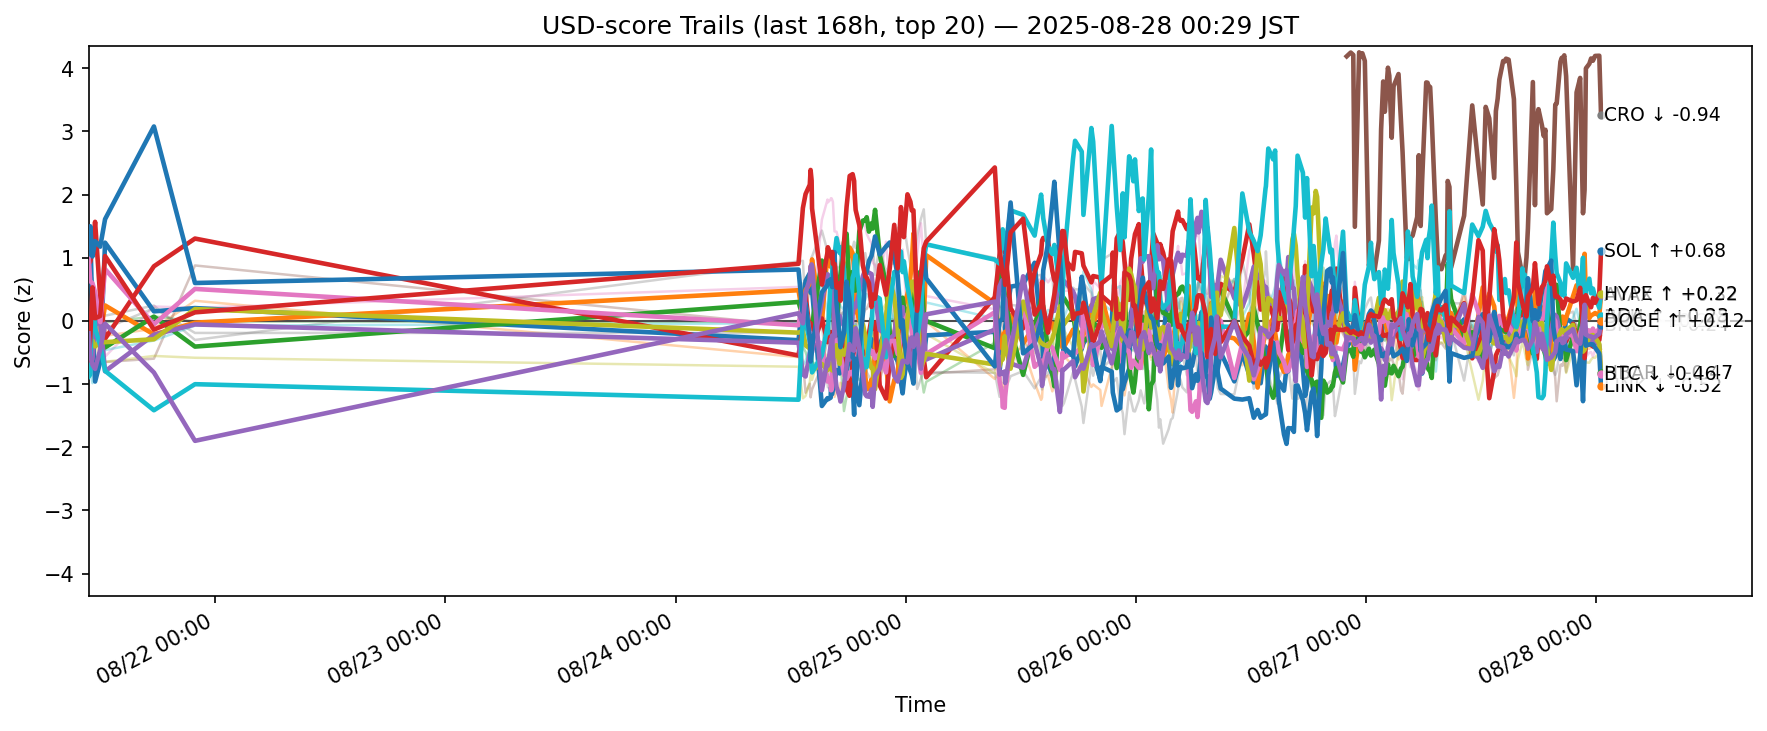 USD-score Trails (last 168h, top 20) — 2025-08-28 00:29 JST
Score (z)
4
3
2
1
0
−1
−2
−3
−4
CRO ↓ -0.94
SOL ↑ +0.68
HYPE ↑ +0.22
DOGE ↑ +0.12
BTC ↓ -0.46
LINK ↓ -0.52
08/22 00:00
08/23 00:00
08/24 00:00
08/25 00:00
08/26 00:00
08/27 00:00
08/28 00:00
Time